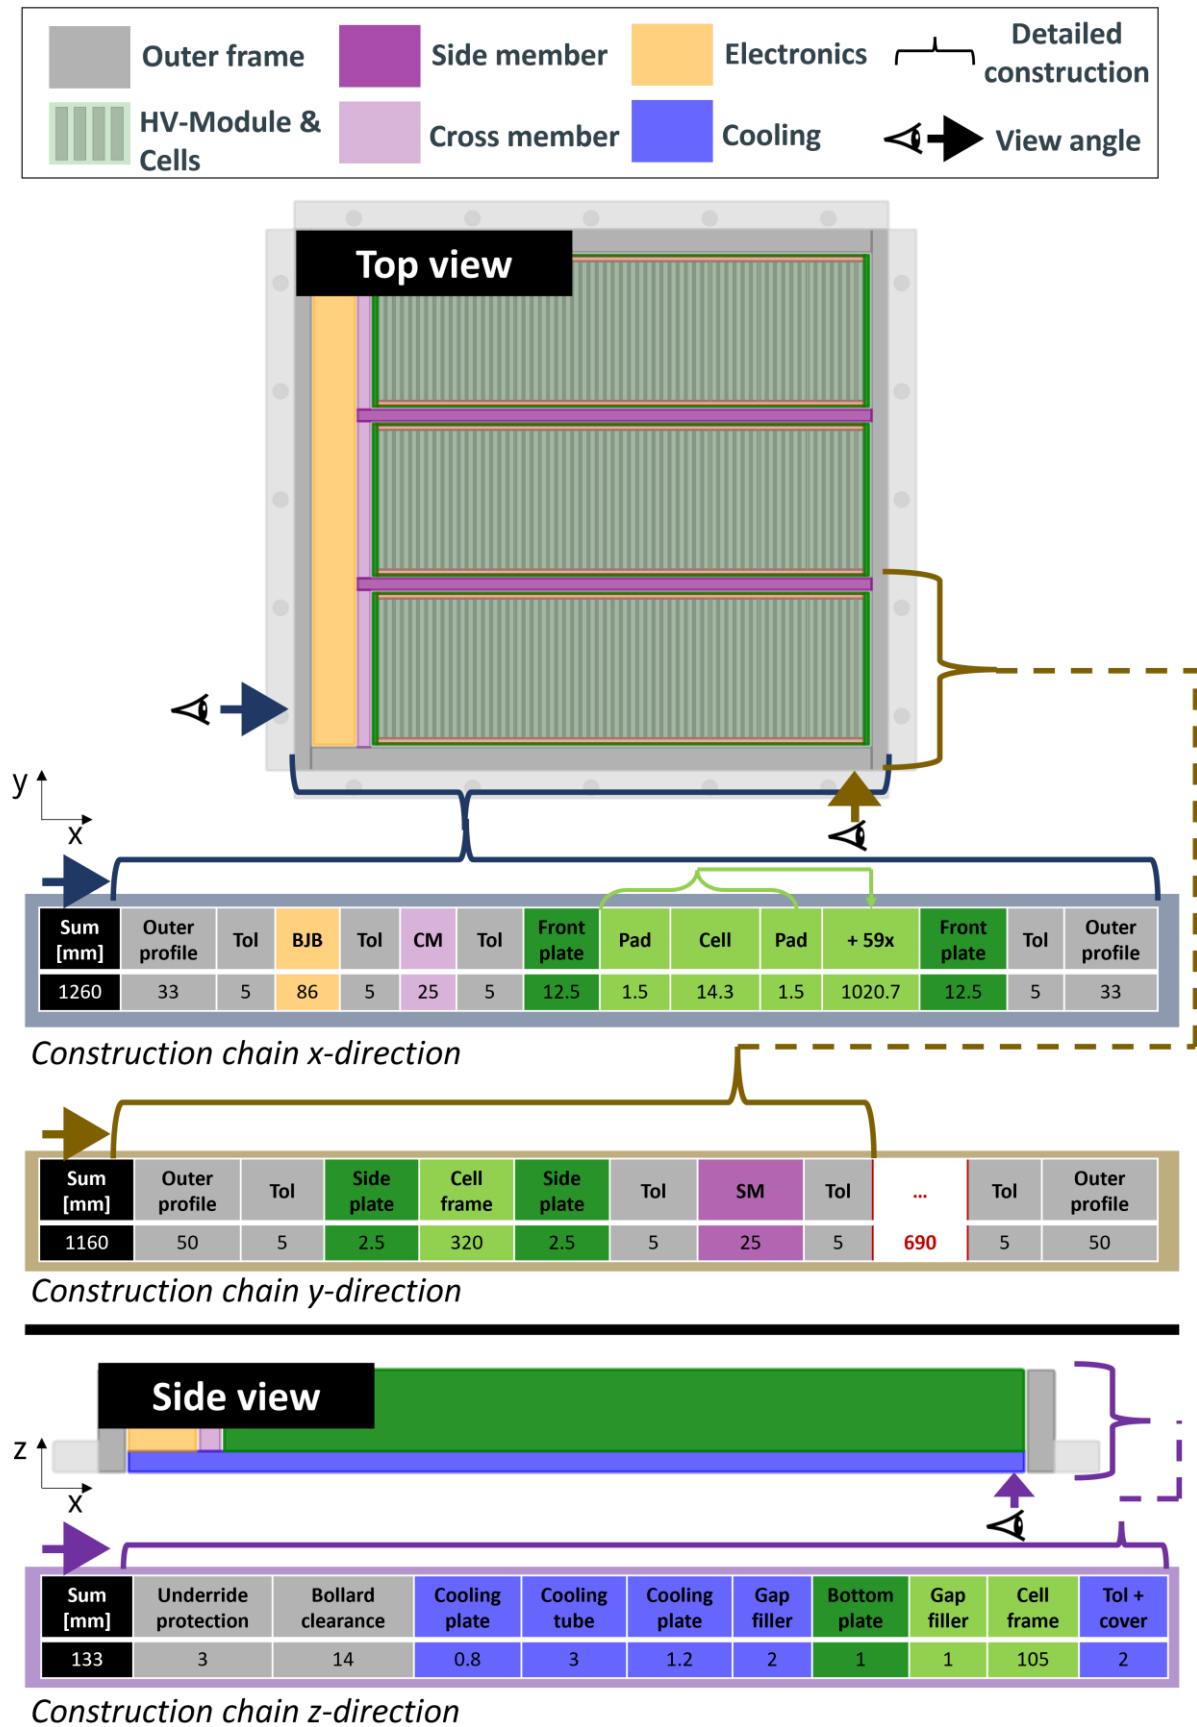 Outer frame
Side member
Electronics
Detailed construction
HV-Module & Cells
Cross member
Cooling
View angle
Top view
y
x
Sum [mm] Outer profile Tol BJB Tol CM Tol Front plate Pad Cell Pad + 59x Front plate Tol Outer profile
1260 33 5 86 5 25 5 12.5 1.5 14.3 1.5 1020.7 12.5 5 33
Construction chain x-direction
Sum [mm] Outer profile Tol Side plate Cell frame Side plate Tol SM Tol ... Tol Outer profile
1160 50 5 2.5 320 2.5 5 25 5 690 5 50
Construction chain y-direction
Side view
z
x
Sum [mm] Underride protection Bollard clearance Cooling plate Cooling tube Cooling plate Gap filler Bottom plate Gap filler Cell frame Tol + cover
133 3 14 0.8 3 1.2 2 1 1 105 2
Construction chain z-direction